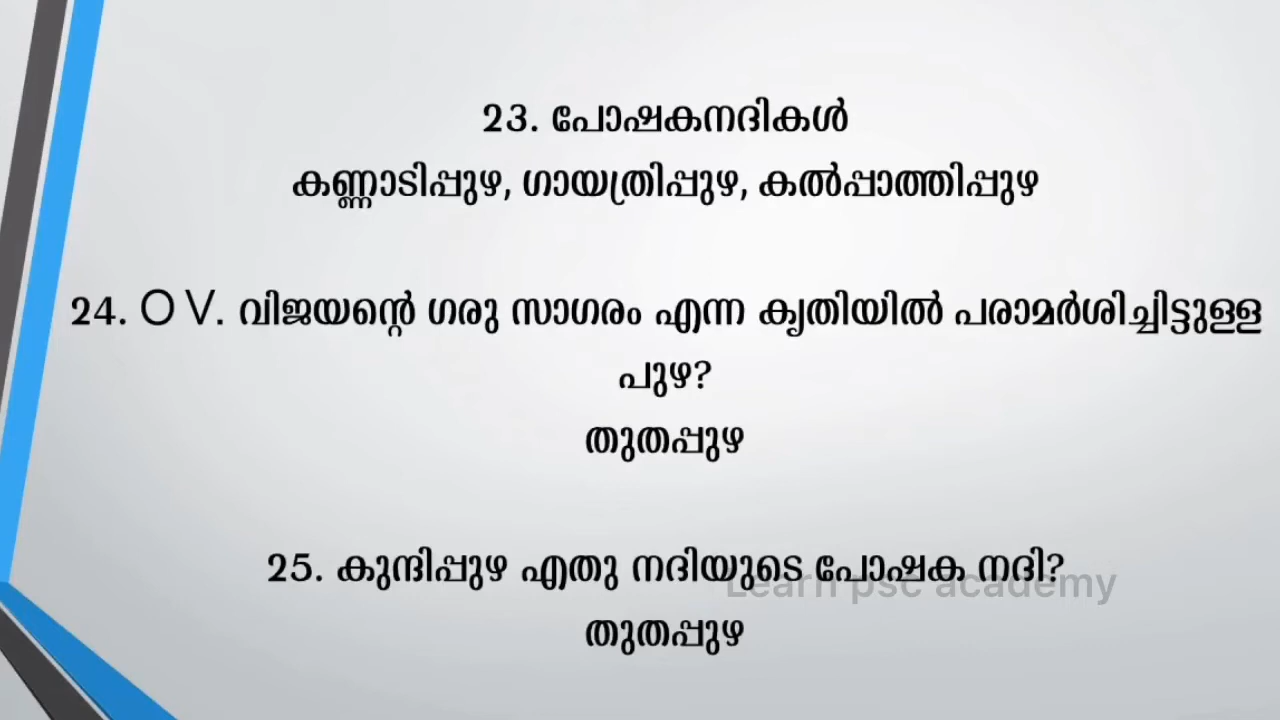 23. പോഷകനദികൾ
കണ്ണാടിപ്പുഴ, ഗായത്രിപ്പുഴ, കൽപ്പാത്തിപ്പുഴ
24. O V. വിജയന്റെ ഗരു സാഗരം എന്ന കൃതിയിൽ പരാമർശിച്ചിട്ടുള്ള
പുഴ?
തുതപ്പുഴ
25. കുന്ദിപ്പുഴ എതു നദിയുടെ പോഷക നദി?
Learn psc academy
തുതപ്പുഴ